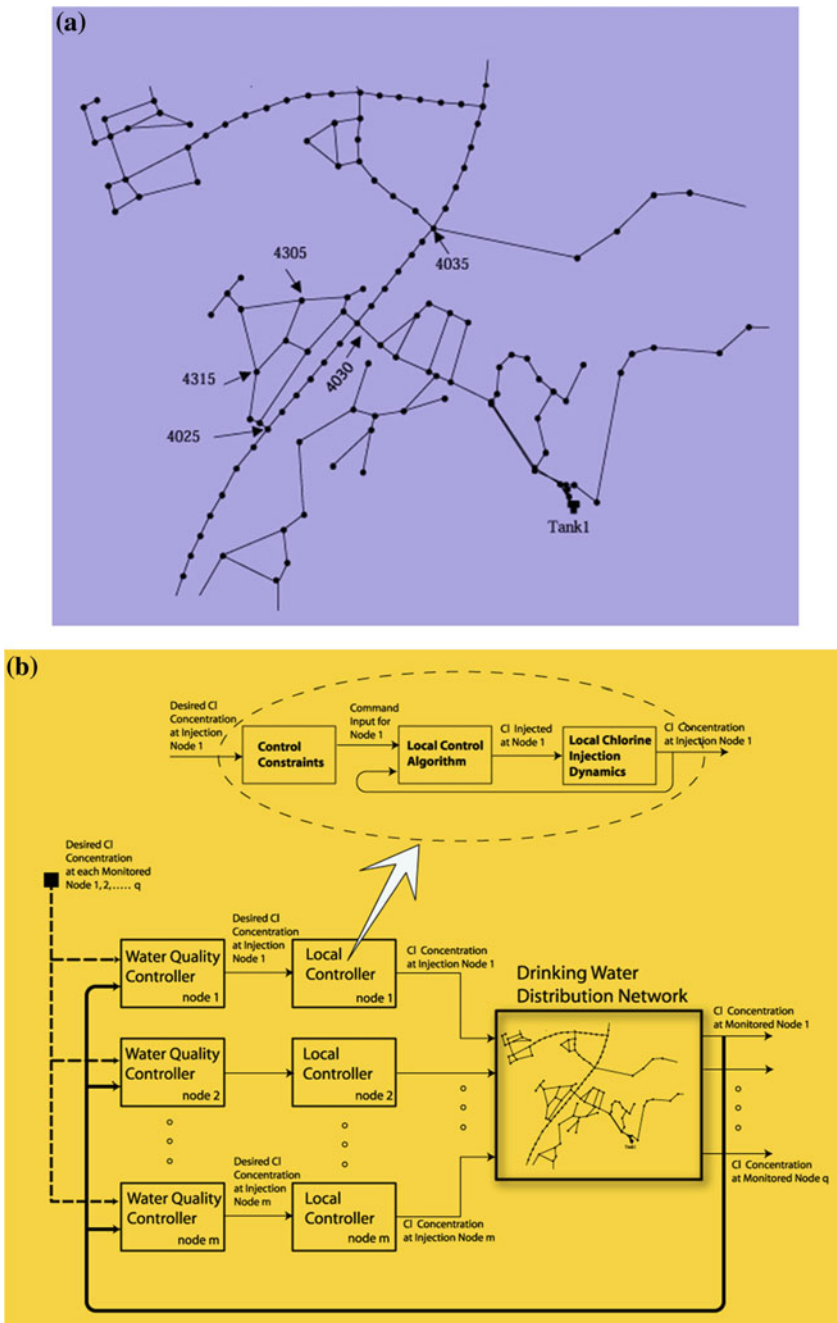 (a)
4305
4035
4315
4030
4025
Tank1
(b)
Desired Cl
Concentration
at Injection
Node 1
Control
Constraints
Command
Input for
Node 1
Local Control
Algorithm
Cl Injected
at Node 1
Local Chlorine
Injection
Dynamics
Cl Concentration
at Injection Node 1
Desired Cl
Concentration
at each Monitored
Node 1, 2,..... q
Water Quality
Controller
node 1
Desired Cl
Concentration
at Injection
Node 1
Local
Controller
node 1
Cl Concentration
at Injection Node 1
Drinking Water
Distribution Network
Cl Concentration
at Monitored Node 1
Water Quality
Controller
node 2
Local
Controller
node 2
Tank1
Water Quality
Controller
node m
Desired Cl
Concentration
at Injection
Node m
Local
Controller
node m
Cl Concentration
at Injection Node m
Cl Concentration
at Monitored Node q